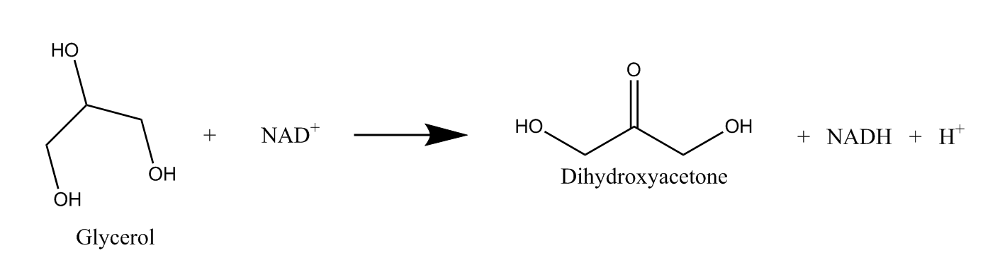 HO
OH
OH
Glycerol
+
NAD⁺
HO
O
OH
Dihydroxyacetone
+ NADH + H⁺